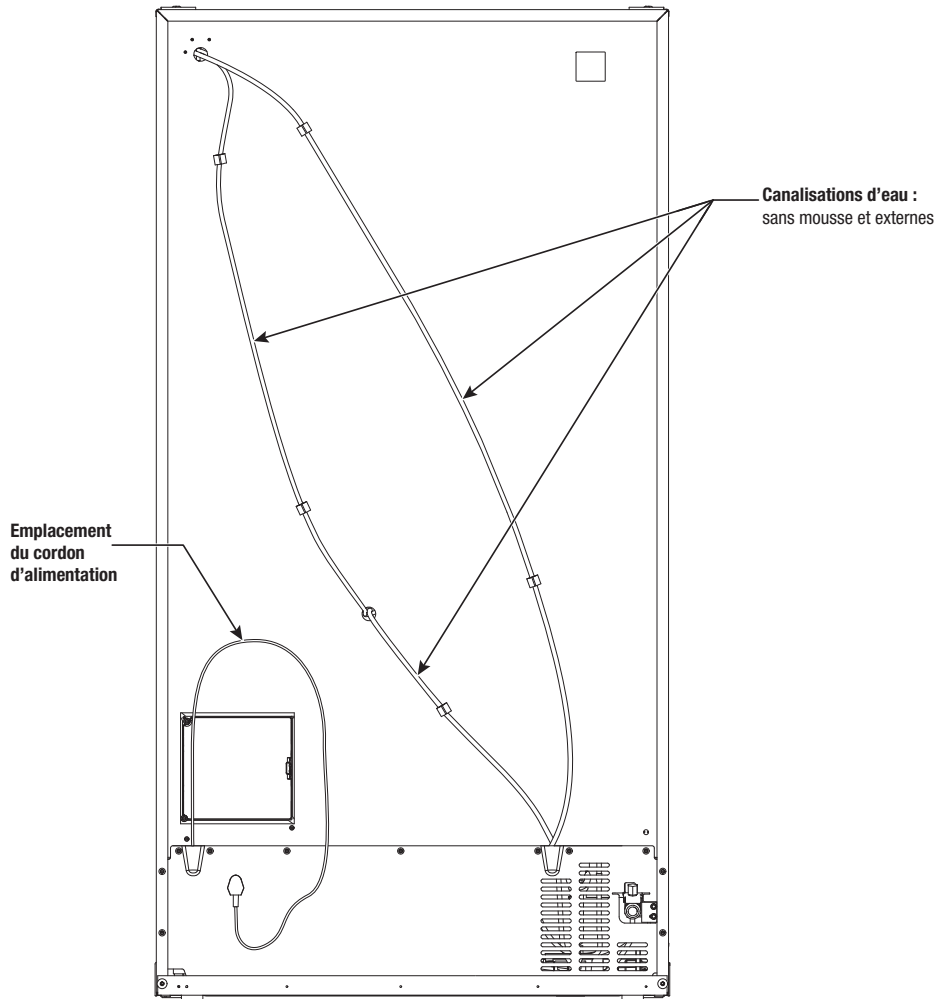 Canalisations d’eau :
sans mousse et externes
Emplacement
du cordon
d’alimentation